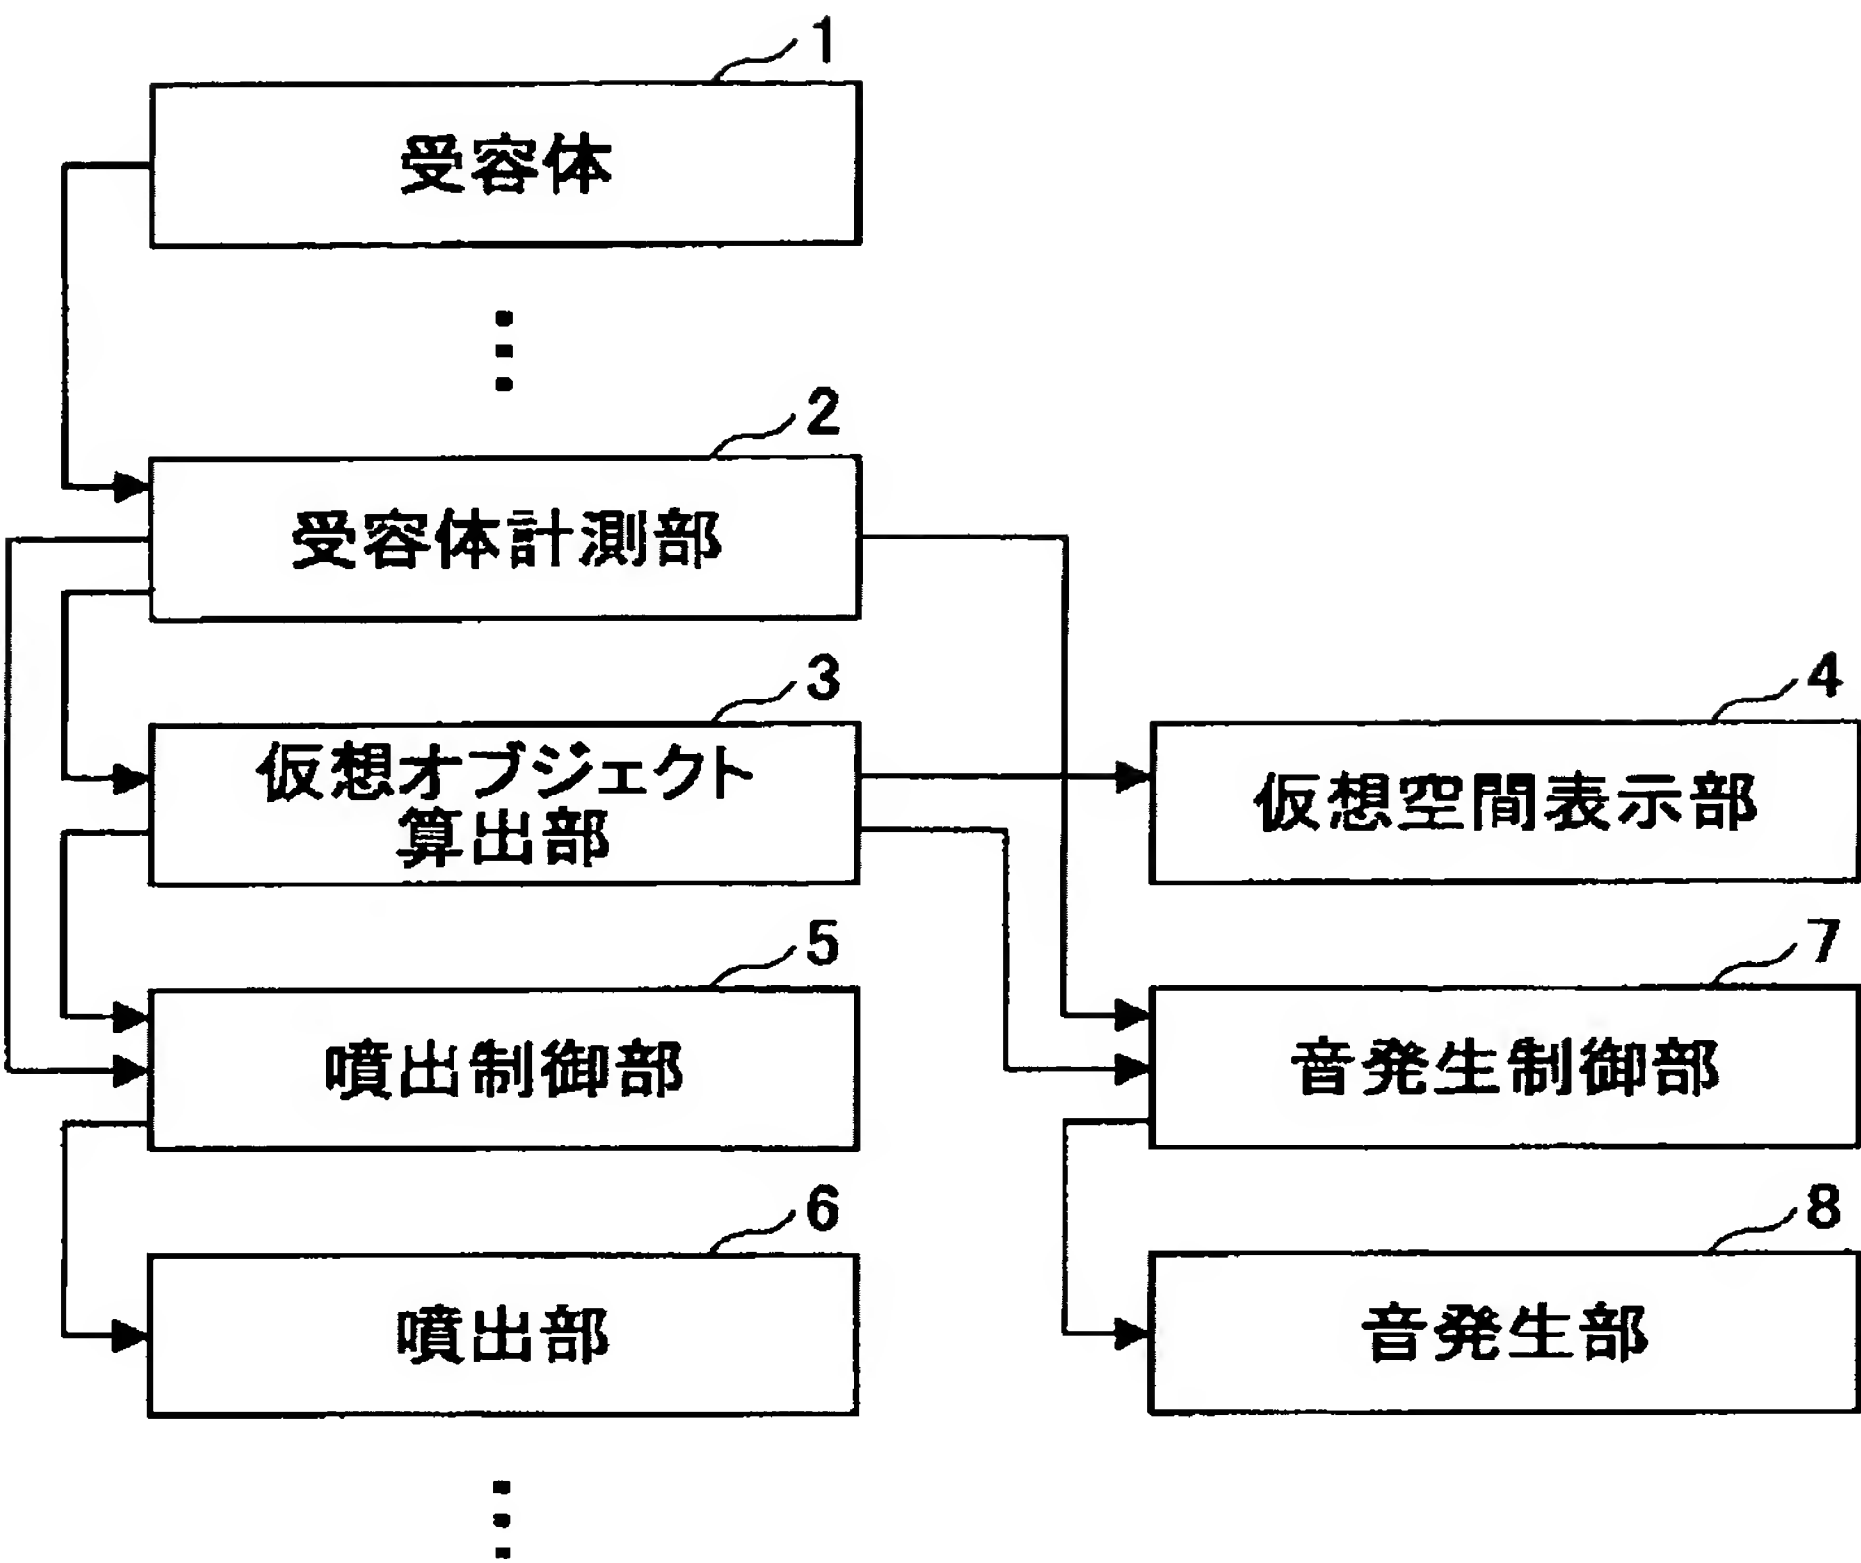 1
受容体
2
受容体計測部
3
仮想オブジェクト
算出部
4
仮想空間表示部
5
噴出制御部
7
音発生制御部
6
噴出部
8
音発生部